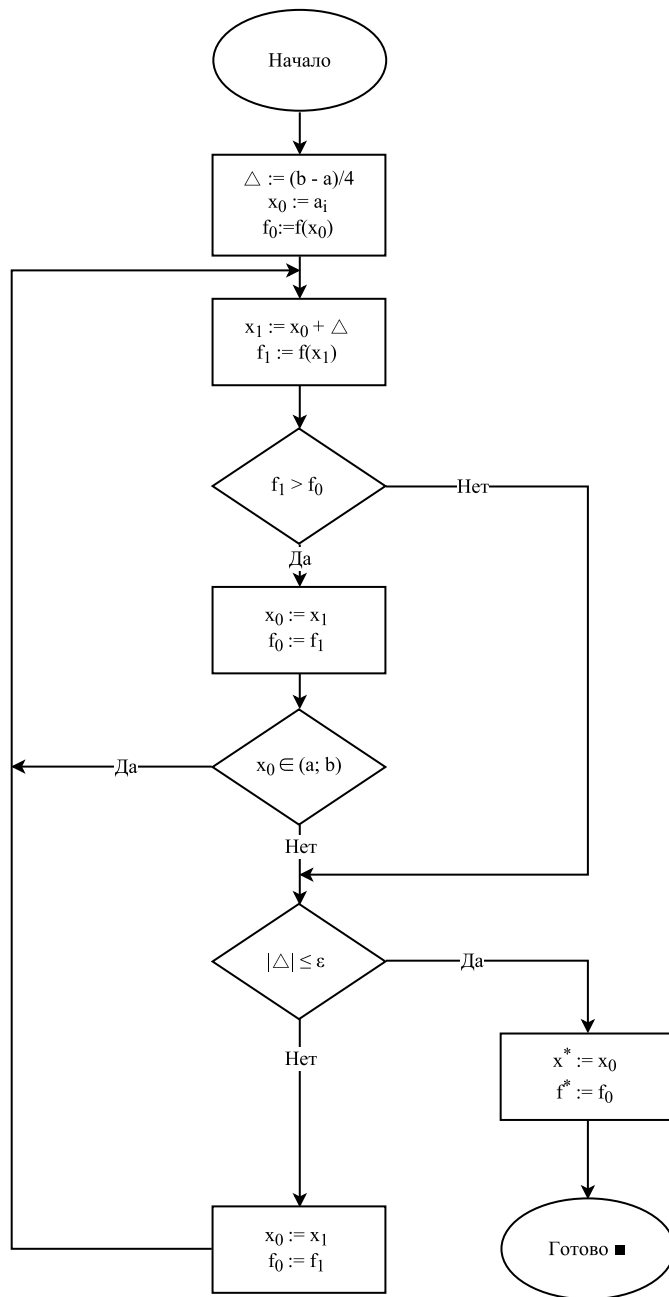 Начало
△ := (b - a)/4
x₀ := aᵢ
f₀:=f(x₀)
x₁ := x₀ + △
f₁ := f(x₁)
f₁ > f₀
Нет
Да
x₀ := x₁
f₀ := f₁
x₀ ∈ (a; b)
Да
Нет
|△| ≤ ε
Да
Нет
x* := x₀
f* := f₀
x₀ := x₁
f₀ := f₁
Готово ■